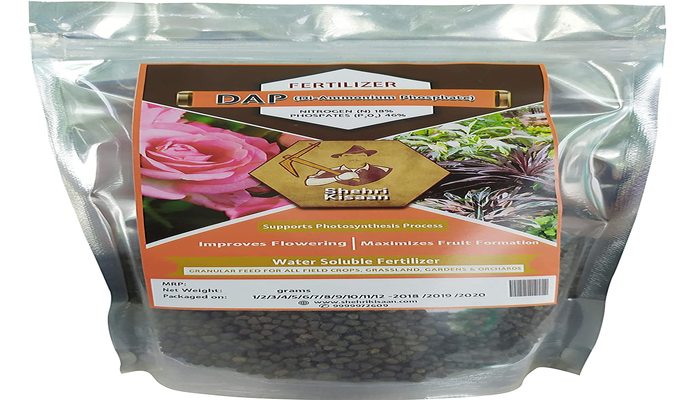 FERTILIZER
DAP (Di-Ammonium Phosphate)
NITROGEN (N) 18%
PHOSPATES (P₂O₅) 46%
Shehri
Kisaan
Supports Photosynthesis Process
Improves Flowering | Maximizes Fruit Formation
Water Soluble Fertilizer
GRANULAR FEED FOR ALL FIELD CROPS, GRASSLAND, GARDENS & ORCHARDS
MRP:
Net Weight: grams
Packaged on: 1/2/3/4/5/6/7/8/9/10/11/12 -2018 /2019 /2020
www.shehrikisaan.com
9999972609